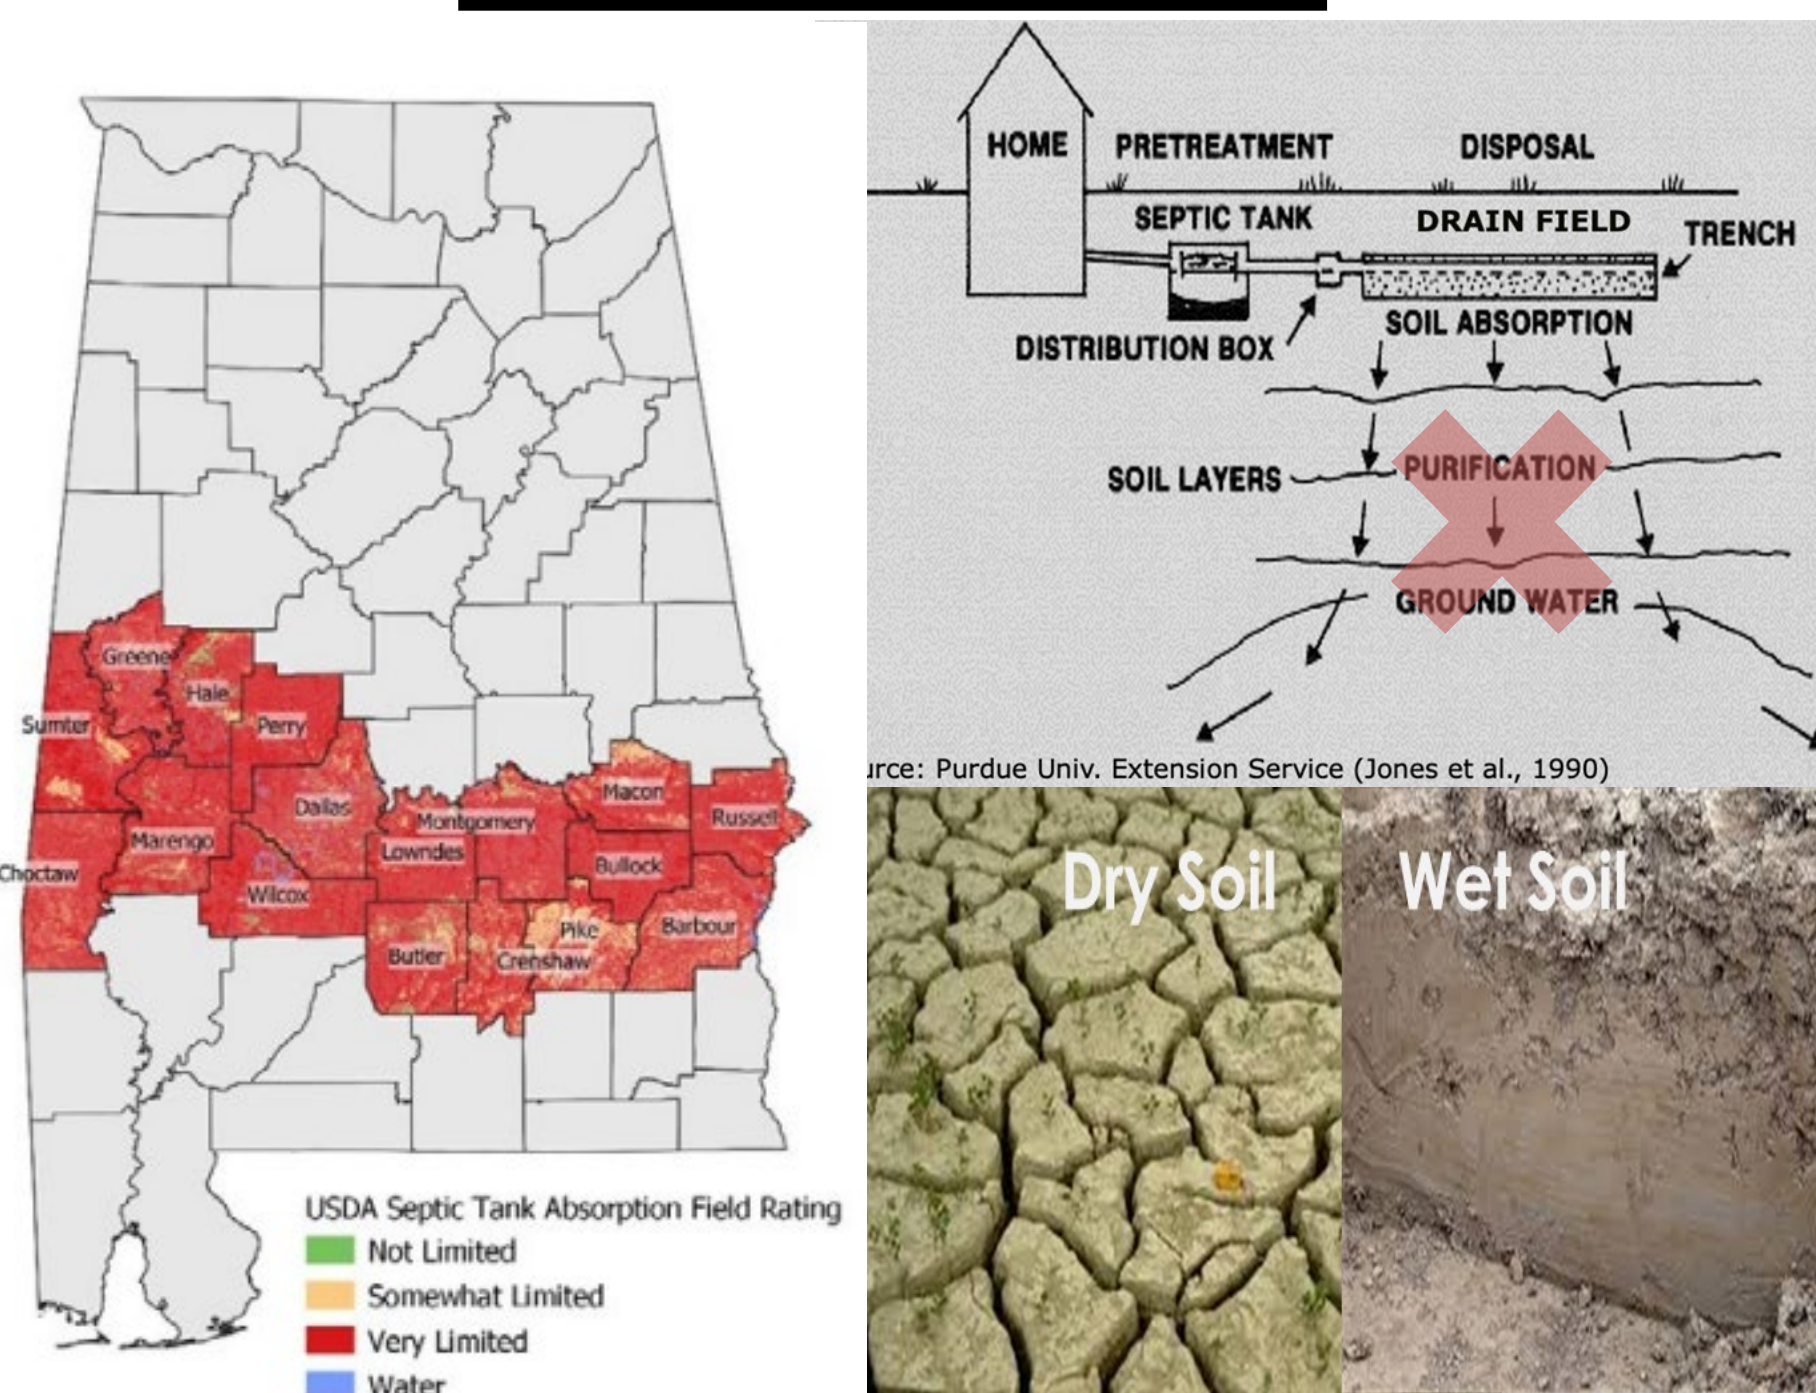 Greene
Hale
Sumter
Perry
Dallas
Macon
Montgomery
Russell
Marengo
Lowndes
Bullock
Choctaw
Wilcox
Pike
Barbour
Butler
Crenshaw
USDA Septic Tank Absorption Field Rating
Not Limited
Somewhat Limited
Very Limited
Water
HOME
PRETREATMENT
DISPOSAL
SEPTIC TANK
DRAIN FIELD
TRENCH
DISTRIBUTION BOX
SOIL ABSORPTION
SOIL LAYERS
PURIFICATION
GROUND WATER
urce: Purdue Univ. Extension Service (Jones et al., 1990)
Dry Soil
Wet Soil